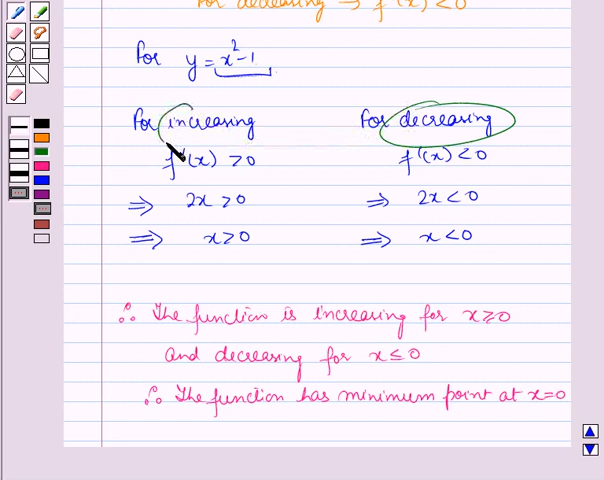 For decreasing → f'(x) < 0
For y = x² - 1
For increasing For decreasing
f'(x) > 0 f'(x) < 0
⇒ 2x > 0 ⇒ 2x < 0
⇒ x > 0 ⇒ x < 0
∴ The function is increasing for x ≥ 0
and decreasing for x ≤ 0
∴ The function has minimum point at x = 0